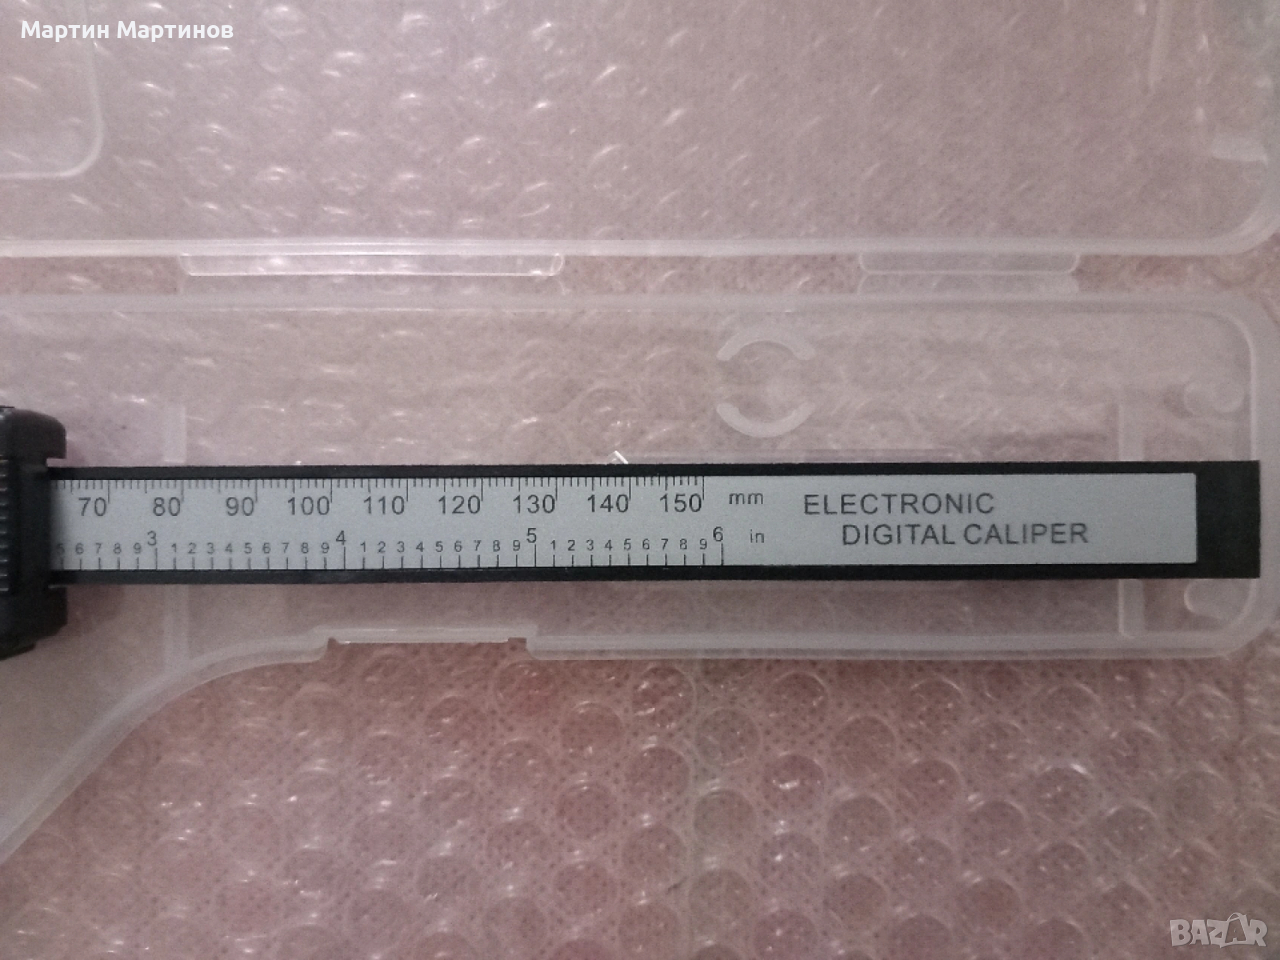 Мартин Мартинов
70 80 90 100 110 120 130 140 150 mm
ELECTRONIC
DIGITAL CALIPER
5 6 7 8 9 3 1 2 3 4 5 6 7 8 9 4 1 2 3 4 5 6 7 8 9 5 1 2 3 4 5 6 7 8 9 6 in
BAZAR